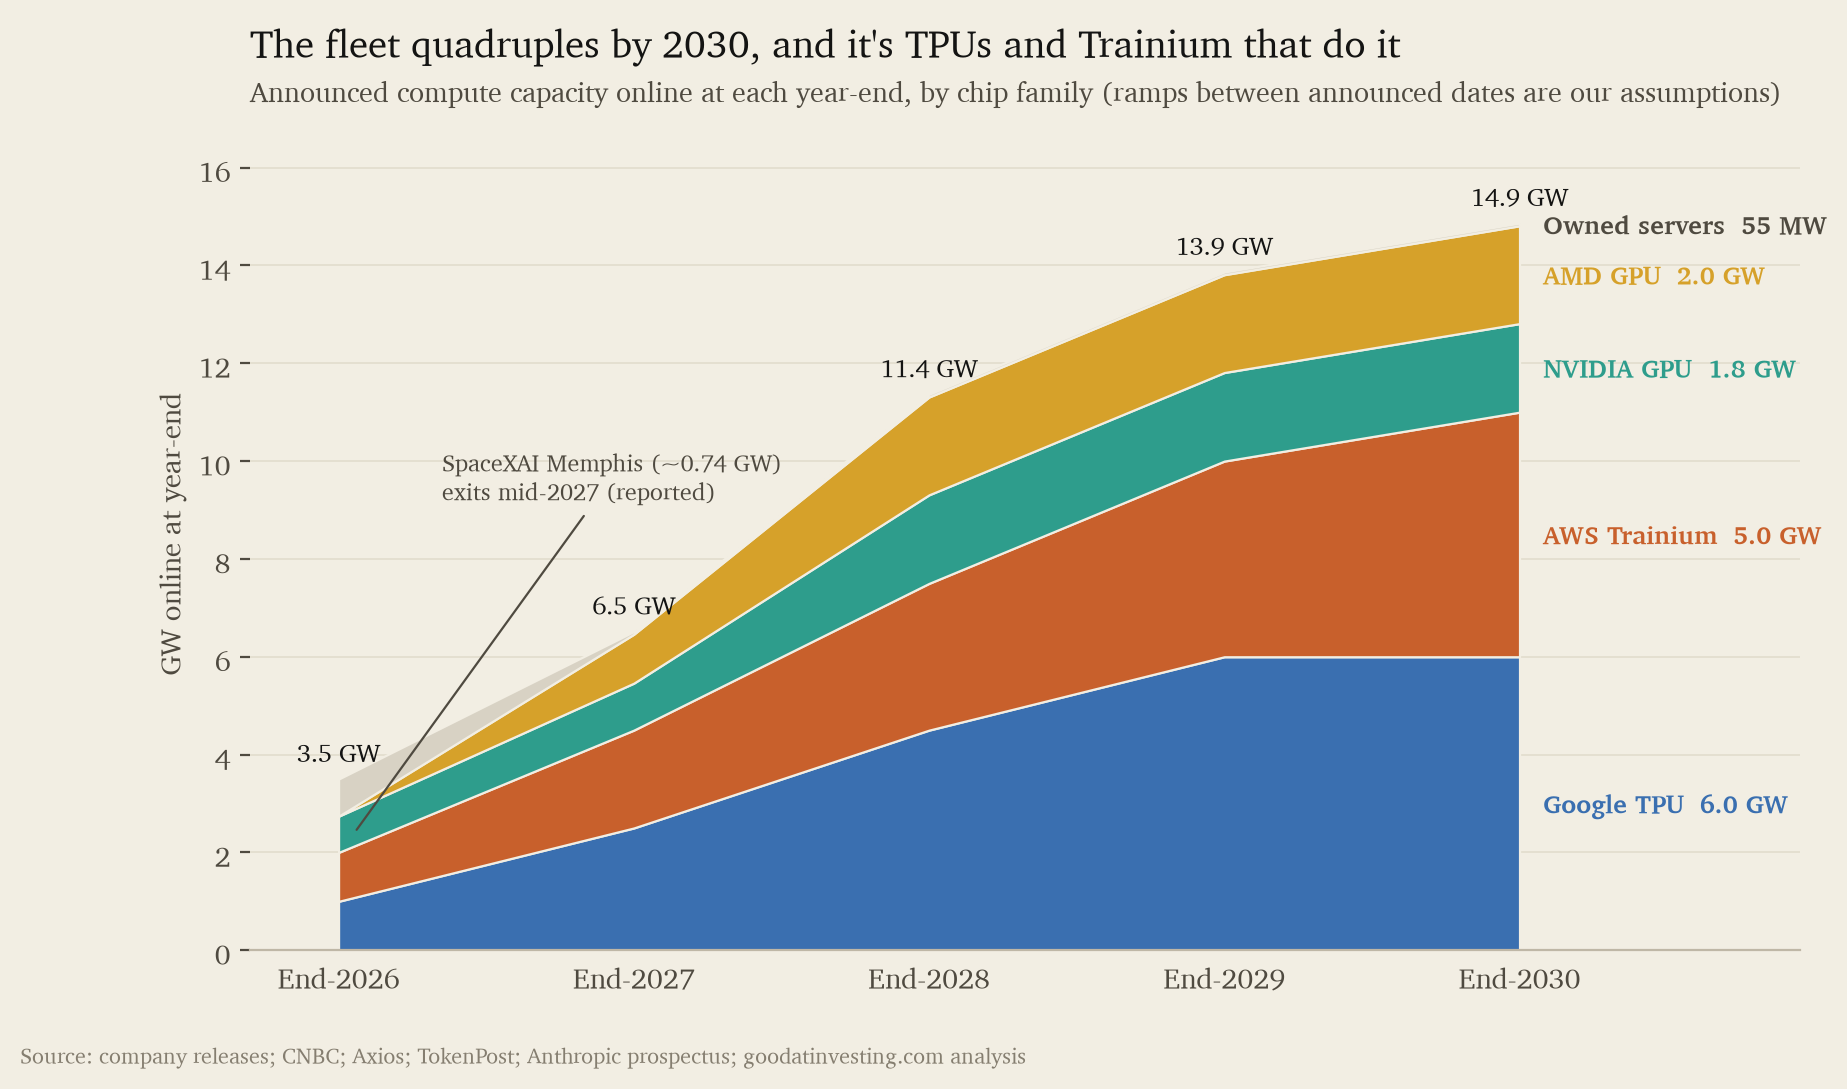 The fleet quadruples by 2030, and it's TPUs and Trainium that do it
Announced compute capacity online at each year-end, by chip family (ramps between announced dates are our assumptions)
GW online at year-end
16
14
12
10
8
6
4
2
0
3.5 GW
6.5 GW
11.4 GW
13.9 GW
14.9 GW
SpaceXAI Memphis (~0.74 GW)
exits mid-2027 (reported)
Owned servers 55 MW
AMD GPU 2.0 GW
NVIDIA GPU 1.8 GW
AWS Trainium 5.0 GW
Google TPU 6.0 GW
End-2026
End-2027
End-2028
End-2029
End-2030
Source: company releases; CNBC; Axios; TokenPost; Anthropic prospectus; goodatinvesting.com analysis